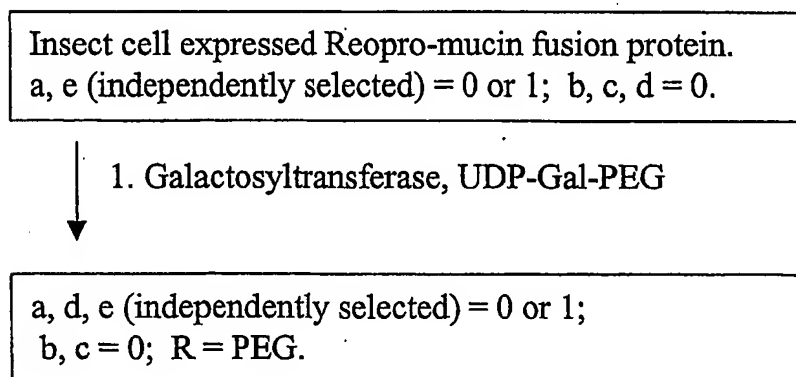 Insect cell expressed Reopro-mucin fusion protein.
a, e (independently selected) = 0 or 1; b, c, d = 0.
1. Galactosyltransferase, UDP-Gal-PEG
a, d, e (independently selected) = 0 or 1;
b, c = 0; R = PEG.